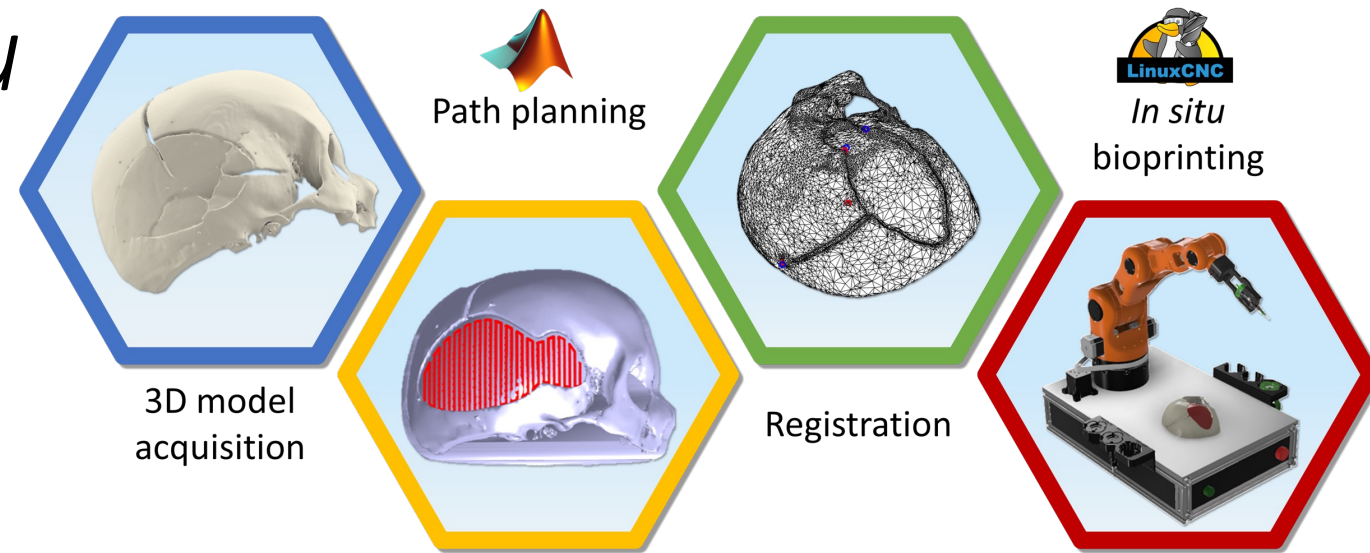 Path planning
LinuxCNC
In situ
bioprinting
3D model
acquisition
Registration